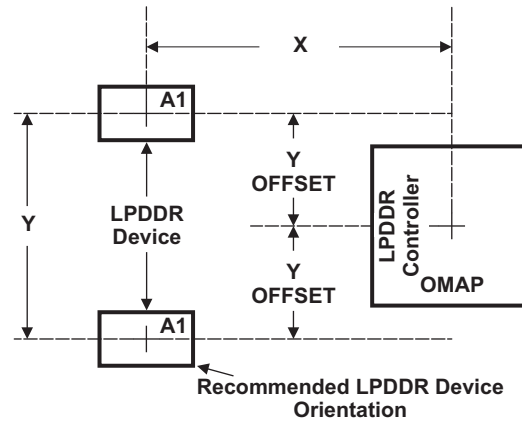 X
A1
Y
OFFSET
Y
LPDDR
Device
LPDDR
Controller
OMAP
Y
OFFSET
A1
Recommended LPDDR Device
Orientation